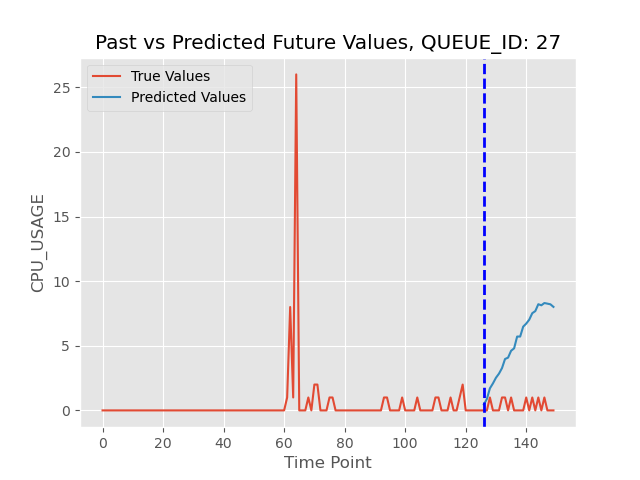 Past vs Predicted Future Values, QUEUE_ID: 27
True Values
Predicted Values
CPU_USAGE
25
20
15
10
5
0
0 20 40 60 80 100 120 140
Time Point